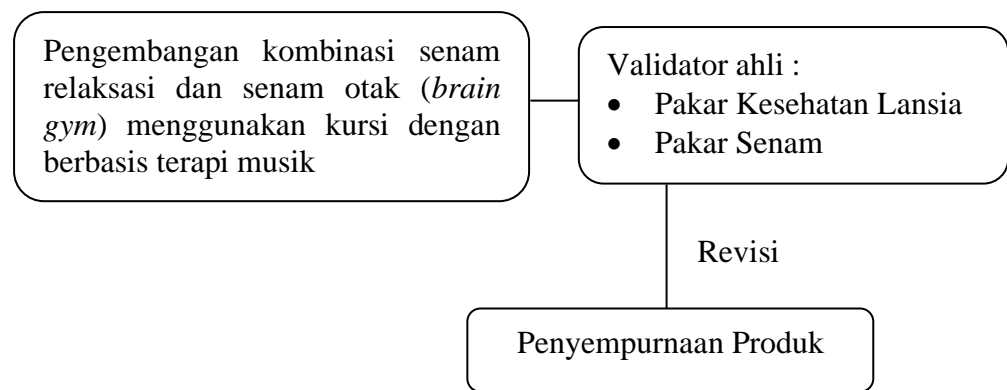 Pengembangan kombinasi senam
relaksasi dan senam otak (brain
gym) menggunakan kursi dengan
berbasis terapi musik
Validator ahli :
• Pakar Kesehatan Lansia
• Pakar Senam
Revisi
Penyempurnaan Produk